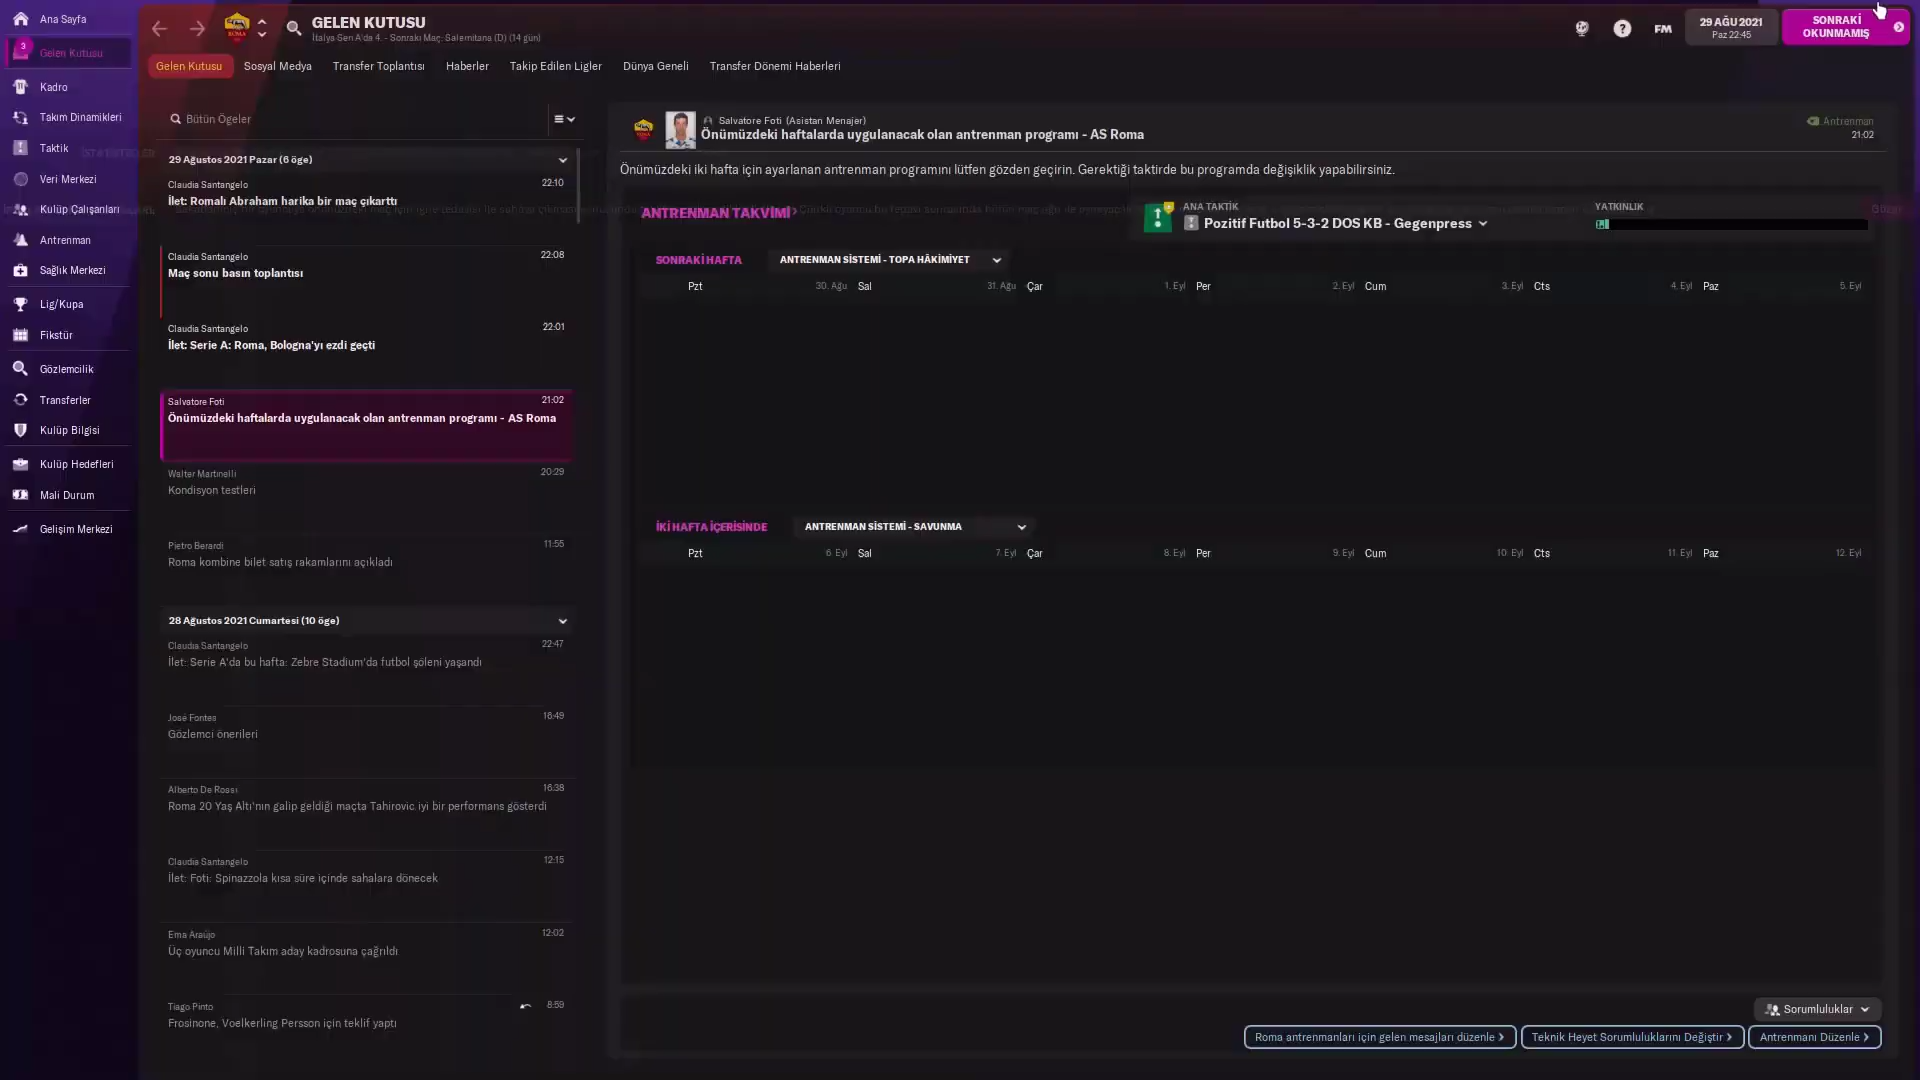 Ana Sayfa
3
Gelen Kutusu
Kadro
Takım Dinamikleri
Taktik
Veri Merkezi
Kulüp Çalışanları
Antrenman
Sağlık Merkezi
Lig/Kupa
Fikstür
Gözlemcilik
Transferler
Kulüp Bilgisi
Kulüp Hedefleri
Mali Durum
Gelişim Merkezi
GELEN KUTUSU
İtalya Seri A'da 4. - Sonraki Maç: Salernitana (D) (14 gün)
FM
29 AĞU 2021
Paz 22:45
SONRAKİ
OKUNMAMIŞ
Gelen Kutusu Sosyal Medya Transfer Toplantısı Haberler Takip Edilen Ligler Dünya Geneli Transfer Dönemi Haberleri
Bütün Ögeler
29 Ağustos 2021 Pazar (6 öge)
Claudia Santangelo 22:10
İlet: Romalı Abraham harika bir maç çıkarttı
Claudia Santangelo 22:08
Maç sonu basın toplantısı
Claudia Santangelo 22:01
İlet: Serie A: Roma, Bologna'yı ezdi geçti
Salvatore Foti 21:02
Önümüzdeki haftalarda uygulanacak olan antrenman programı - AS Roma
Walter Martinelli 20:29
Kondisyon testleri
Pietro Berardi 11:55
Roma kombine bilet satış rakamlarını açıkladı
28 Ağustos 2021 Cumartesi (10 öge)
Claudia Santangelo 22:47
İlet: Serie A'da bu hafta: Zebre Stadium'da futbol şöleni yaşandı
José Fontes 18:49
Gözlemci önerileri
Alberto De Rossi 16:38
Roma 20 Yaş Altı'nın galip geldiği maçta Tahirovic iyi bir performans gösterdi
Claudia Santangelo 12:15
İlet: Foti: Spinazzola kısa süre içinde sahalara dönecek
Ema Araújo 12:02
Üç oyuncu Milli Takım aday kadrosuna çağrıldı
Tiago Pinto 8:59
Frosinone, Voelkerling Persson için teklif yaptı
Salvatore Foti (Asistan Menajer)
Önümüzdeki haftalarda uygulanacak olan antrenman programı - AS Roma
Antrenman
21:02
Önümüzdeki iki hafta için ayarlanan antrenman programını lütfen gözden geçirin. Gerektiği taktirde bu programda değişiklik yapabilirsiniz.
ANTRENMAN TAKVİMİ
ANA TAKTİK
Pozitif Futbol 5-3-2 DOS KB - Gegenpress
YATKINLIK
SONRAKİ HAFTA ANTRENMAN SİSTEMİ - TOPA HÂKİMİYET
Pzt 30. Ağu Sal 31. Ağu Çar 1. Eyl Per 2. Eyl Cum 3. Eyl Cts 4. Eyl Paz 5. Eyl
İKİ HAFTA İÇERİSİNDE ANTRENMAN SİSTEMİ - SAVUNMA
Pzt 6. Eyl Sal 7. Eyl Çar 8. Eyl Per 9. Eyl Cum 10. Eyl Cts 11. Eyl Paz 12. Eyl
Sorumluluklar
Roma antrenmanları için gelen mesajları düzenle Teknik Heyet Sorumluluklarını Değiştir Antrenmanı Düzenle